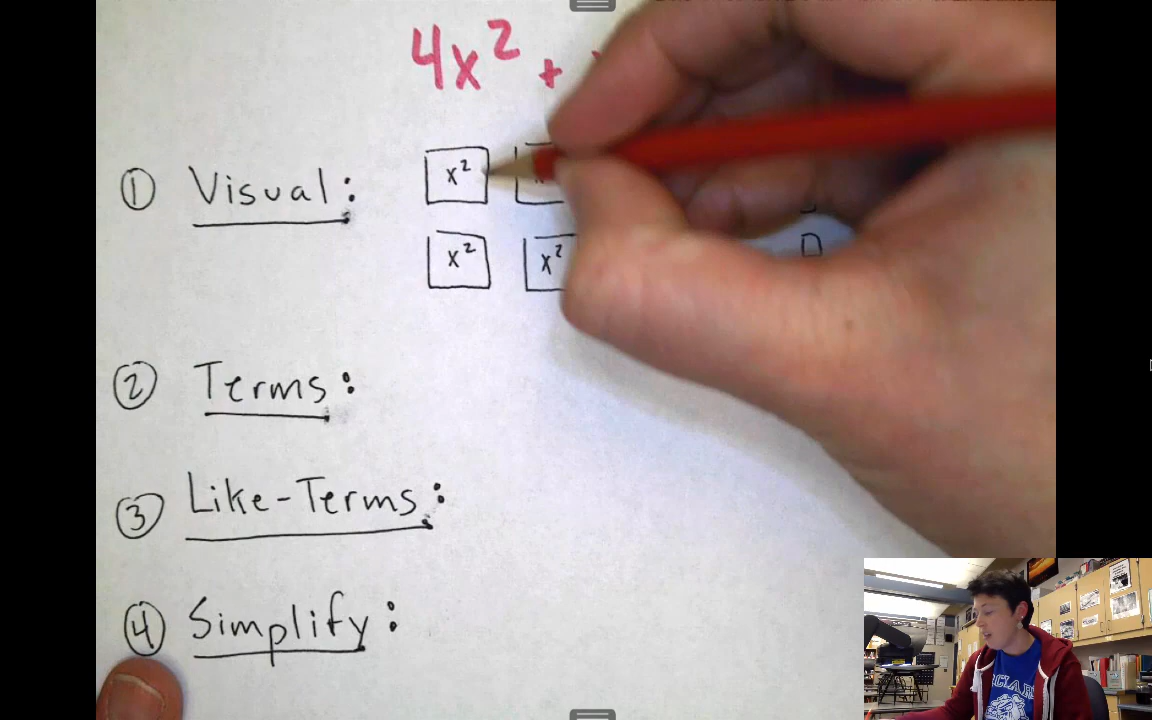 4x² +
① Visual: x²
x² x²
② Terms:
③ Like-Terms:
④ Simplify: